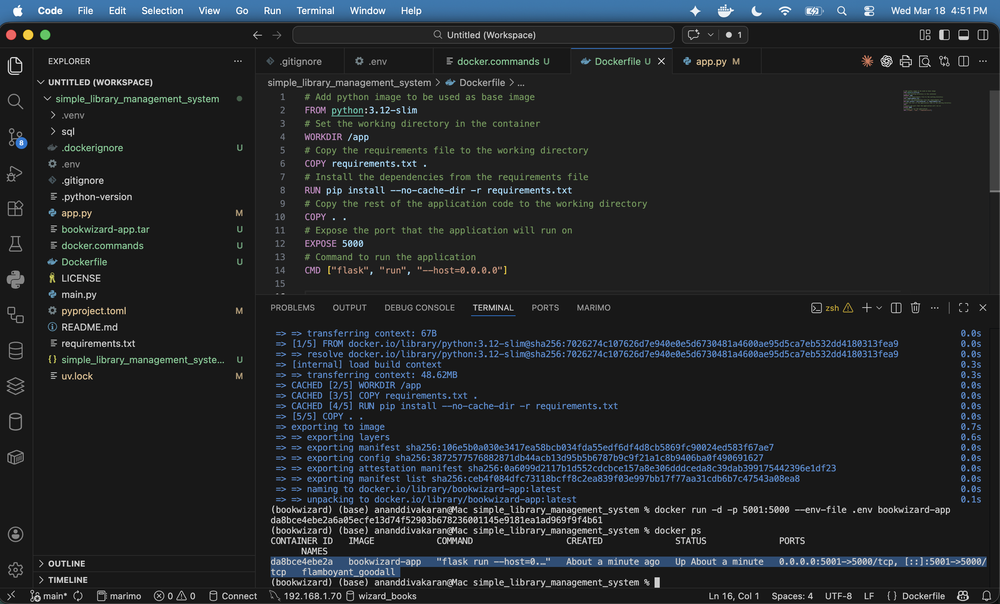 Code File Edit Selection View Go Run Terminal Window Help Wed Mar 18 4:51 PM
Untitled (Workspace) 1
EXPLORER
UNTITLED (WORKSPACE)
simple_library_management_system
.venv
sql
.dockerignore U
.env
.gitignore
.python-version
app.py M
bookwizard-app.tar U
docker.commands U
Dockerfile U
LICENSE
main.py
pyproject.toml M
README.md
requirements.txt
simple_library_management_syste... U
uv.lock M
OUTLINE
TIMELINE
8
.gitignore .env docker.commands U Dockerfile U app.py M
simple_library_management_system > Dockerfile > ...
1 # Add python image to be used as base image
2 FROM python:3.12-slim
3 # Set the working directory in the container
4 WORKDIR /app
5 # Copy the requirements file to the working directory
6 COPY requirements.txt .
7 # Install the dependencies from the requirements file
8 RUN pip install --no-cache-dir -r requirements.txt
9 # Copy the rest of the application code to the working directory
10 COPY . .
11 # Expose the port that the application will run on
12 EXPOSE 5000
13 # Command to run the application
14 CMD ["flask", "run", "--host=0.0.0.0"]
15
PROBLEMS OUTPUT DEBUG CONSOLE TERMINAL PORTS MARIMO zsh
=> => transferring context: 67B 0.0s
=> [1/5] FROM docker.io/library/python:3.12-slim@sha256:7026274c107626d7e940e0e5d6730481a4600ae95d5ca7eb532dd4180313fea9 0.0s
=> => resolve docker.io/library/python:3.12-slim@sha256:7026274c107626d7e940e0e5d6730481a4600ae95d5ca7eb532dd4180313fea9 0.0s
=> [internal] load build context 0.3s
=> => transferring context: 48.62MB 0.3s
=> CACHED [2/5] WORKDIR /app 0.0s
=> CACHED [3/5] COPY requirements.txt . 0.0s
=> CACHED [4/5] RUN pip install --no-cache-dir -r requirements.txt 0.0s
=> [5/5] COPY . . 0.0s
=> exporting to image 0.7s
=> => exporting layers 0.6s
=> => exporting manifest sha256:106e5b0a030e3417ea58bcb034fda55edf6df4d8cb5869fc90024ed583f67ae7 0.0s
=> => exporting config sha256:3872577576882871db44acb13d95b5b6787b9c9f21a1c8b9406ba0f490691627 0.0s
=> => exporting attestation manifest sha256:0a6099d2117b1d552cdcbce157a8e306dddceda8c39dab399175442396e1df23 0.0s
=> => exporting manifest list sha256:ceb4f084dfc73118bcff8c2ea839f03e997bb17f77aa31cdb6b7c47543a08ea8 0.0s
=> => naming to docker.io/library/bookwizard-app:latest 0.0s
=> => unpacking to docker.io/library/bookwizard-app:latest 0.1s
(bookwizard) (base) ananddivakaran@Mac simple_library_management_system % docker run -d -p 5001:5000 --env-file .env bookwizard-app
da8bce4ebe2a6a05ecfe13d74f52903b678236001145e9181ea1ad969f9f4b61
(bookwizard) (base) ananddivakaran@Mac simple_library_management_system % docker ps
CONTAINER ID IMAGE COMMAND CREATED STATUS PORTS
NAMES
da8bce4ebe2a bookwizard-app "flask run --host=0.…" About a minute ago Up About a minute 0.0.0.0:5001->5000/tcp, [::]:5001->5000/
tcp flamboyant_goodall
(bookwizard) (base) ananddivakaran@Mac simple_library_management_system %
main* marimo 0 0 Connect 192.168.1.70 wizard_books Ln 16, Col 1 Spaces: 4 UTF-8 LF { } Dockerfile